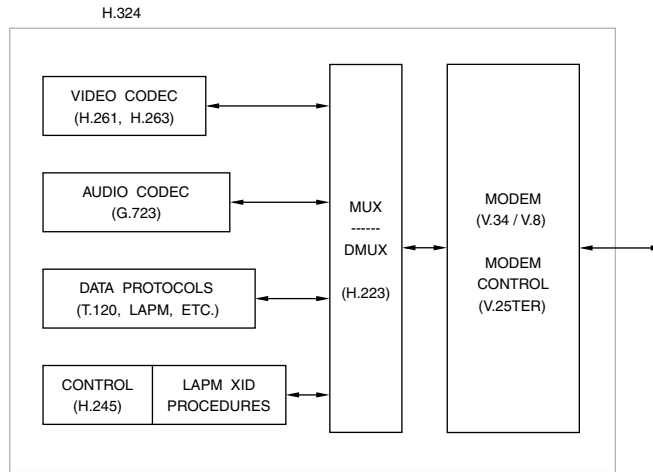 H.324
VIDEO CODEC
(H.261, H.263)
AUDIO CODEC
(G.723)
DATA PROTOCOLS
(T.120, LAPM, ETC.)
CONTROL
(H.245)
LAPM XID
PROCEDURES
MUX
------
DMUX
(H.223)
MODEM
(V.34 / V.8)
MODEM
CONTROL
(V.25TER)